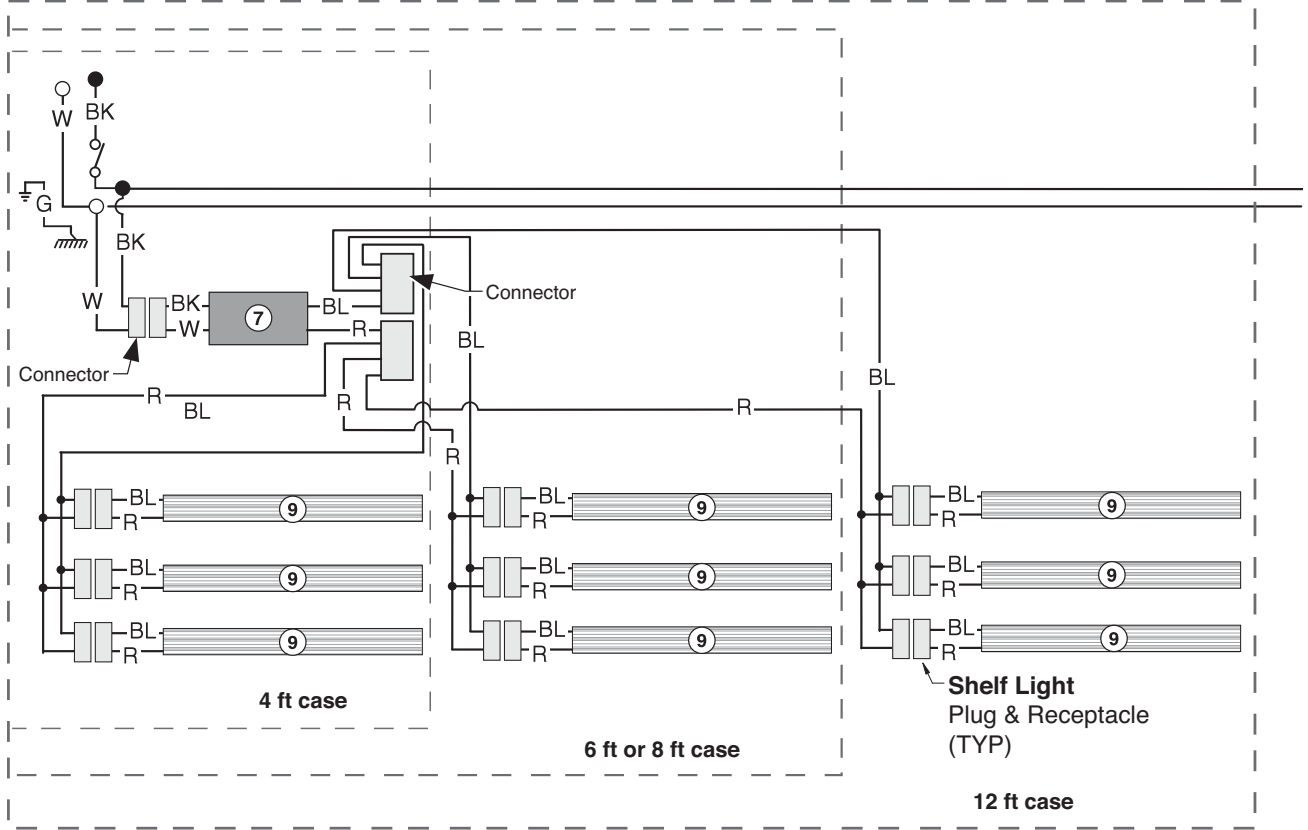 W
BK
G
BK
W
BK
W
7
BL
R
Connector
Connector
BL
BL
R
BL
R
R
R
BL
R
9
BL
R
9
BL
R
9
BL
R
9
BL
R
9
BL
R
9
BL
R
9
BL
R
9
BL
R
9
4 ft case
6 ft or 8 ft case
Shelf Light
Plug & Receptacle
(TYP)
12 ft case